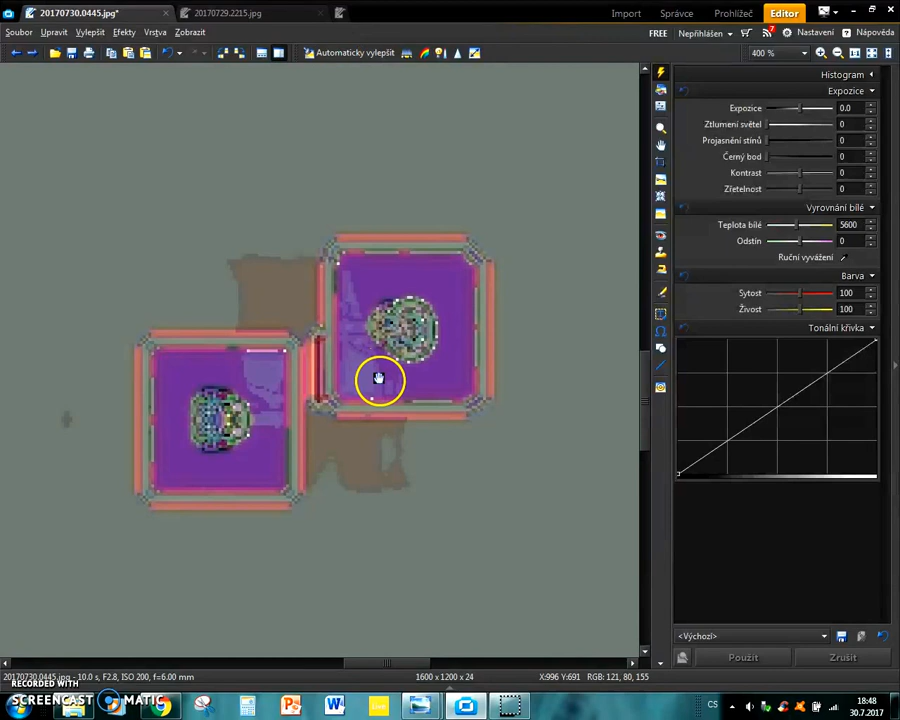 20170730.0445.jpg*
20170729.2215.jpg
Import
Správce
Prohlížeč
Editor
Soubor
Upravit
Vylepšit
Efekty
Vrstva
Zobrazit
FREE
Nepřihlášen
7
Nastavení
Nápověda
Automaticky vylepšit
400 %
Histogram
Expozice
Expozice 0.0
Ztlumení světel 0
Projasnění stínů 0
Černý bod 0
Kontrast 0
Zřetelnost 0
Vyrovnání bílé
Teplota bílé 5600
Odstín 0
Ruční vyvážení
Barva
Sytost 100
Živost 100
Tonální křivka
<Výchozí>
Použít
Zrušit
20170730.0445.jpg - 10.0 s, F2.8, ISO 200, f=6.00 mm
1600 x 1200 x 24
X:996 Y:691
RGB: 121, 80, 155
RECORDED WITH
SCREENCAST MATIC
live
CS
18:48
30.7.2017